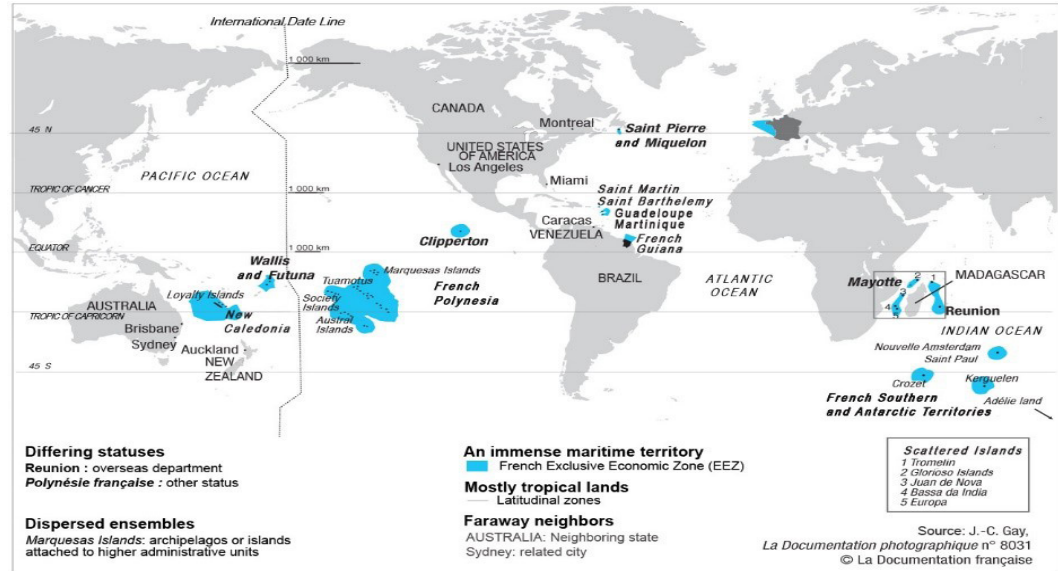 International Date Line
1 000 km
CANADA
Montreal
Saint Pierre
and Miquelon
45 N
UNITED STATES
OF AMERICA
Los Angeles
PACIFIC OCEAN
Miami
TROPIC OF CANCER
1 000 km
Saint Martin
Saint Barthelemy
Guadeloupe
Martinique
Caracas
VENEZUELA
French
Guiana
Clipperton
EQUATOR
1 000 km
Wallis
and Futuna
Marquesas Islands
Tuamotus
French
Polynesia
Society
Islands
Austral
Islands
BRAZIL
ATLANTIC
OCEAN
Mayotte
MADAGASCAR
1
2
3
4
5
Reunion
INDIAN OCEAN
AUSTRALIA
Loyalty Islands
New
Caledonia
TROPIC OF CAPRICORN
Brisbane
Sydney
Auckland
NEW
ZEALAND
45 S
Nouvelle Amsterdam
Saint Paul
Crozet
Kerguelen
French Southern
and Antarctic Territories
Adélie land
Differing statuses
Reunion : overseas department
Polynésie française : other status
Dispersed ensembles
Marquesas Islands: archipelagos or islands
attached to higher administrative units
An immense maritime territory
French Exclusive Economic Zone (EEZ)
Mostly tropical lands
Latitudinal zones
Faraway neighbors
AUSTRALIA: Neighboring state
Sydney: related city
Scattered Islands
1 Tromelin
2 Glorioso Islands
3 Juan de Nova
4 Bassa da India
5 Europa
Source: J.-C. Gay,
La Documentation photographique n° 8031
© La Documentation française